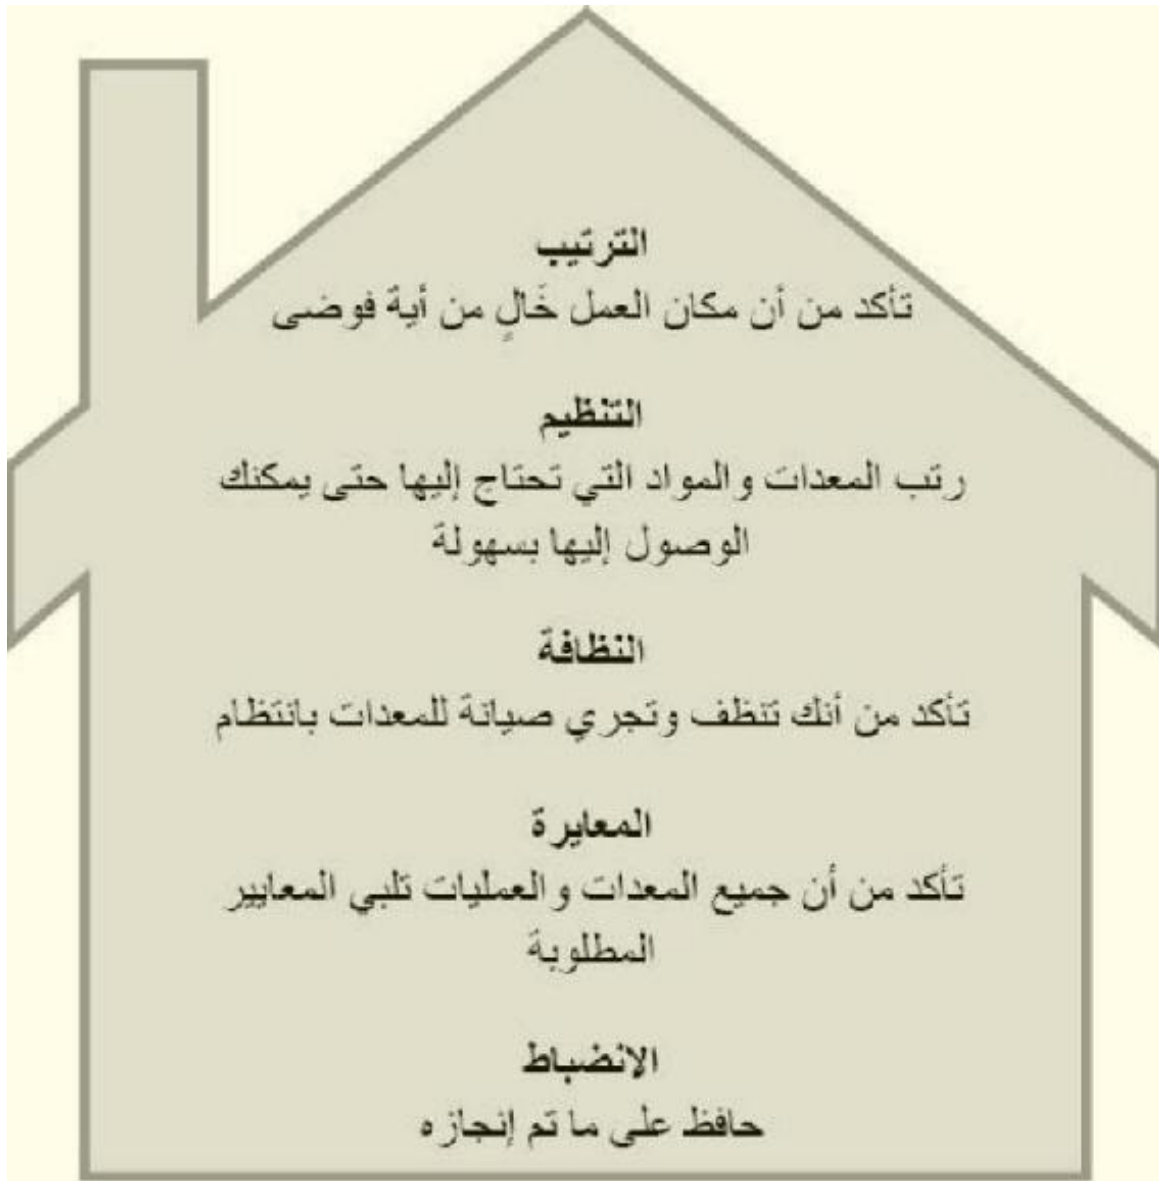 الترتيب
تأكد من أن مكان العمل خَالٍ من أية فوضى
التنظيم
رتب المعدات والمواد التي تحتاج إليها حتى يمكنك
الوصول إليها بسهولة
النظافة
تأكد من أنك تنظف وتجري صيانة للمعدات بانتظام
المعايرة
تأكد من أن جميع المعدات والعمليات تلبي المعايير
المطلوبة
الانضباط
حافظ على ما تم إنجازه